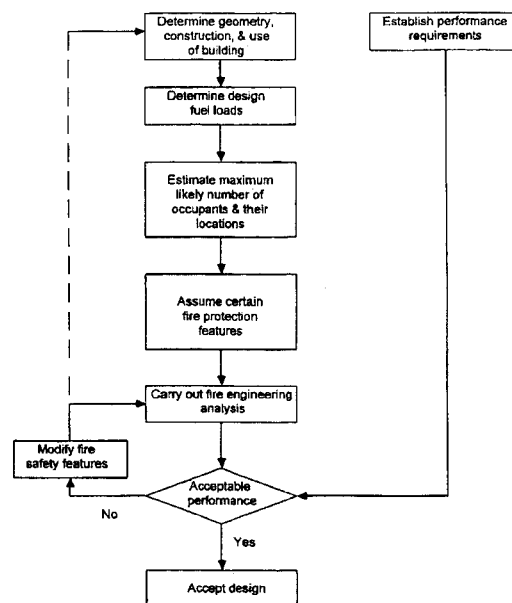 Determine geometry,
construction, & use
of building
Establish performance
requirements
Determine design
fuel loads
Estimate maximum
likely number of
occupants & their
locations
Assume certain
fire protection
features
Carry out fire engineering
analysis
Modify fire
safety features
Acceptable
performance
No
Yes
Accept design